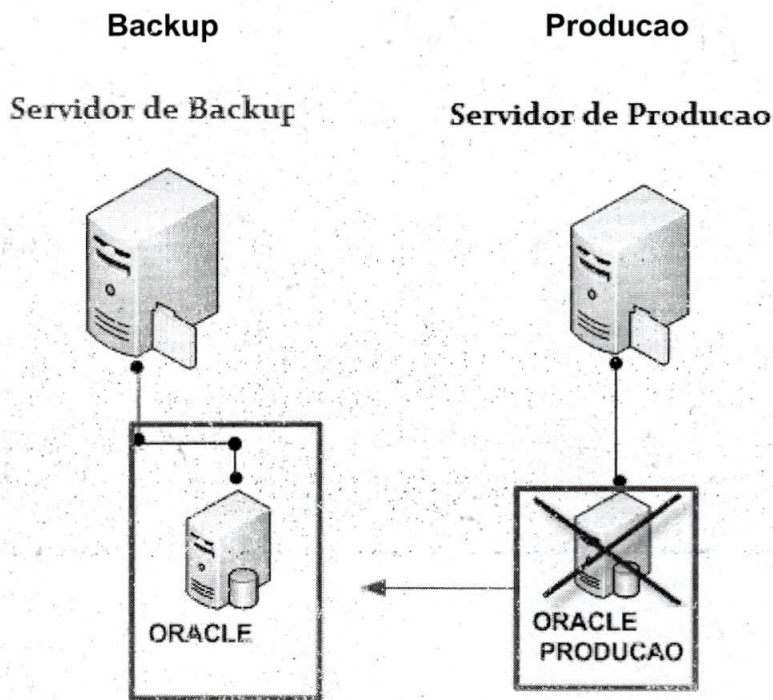 Backup
Producao
Servidor de Backup
Servidor de Producao
ORACLE
ORACLE
PRODUCAO